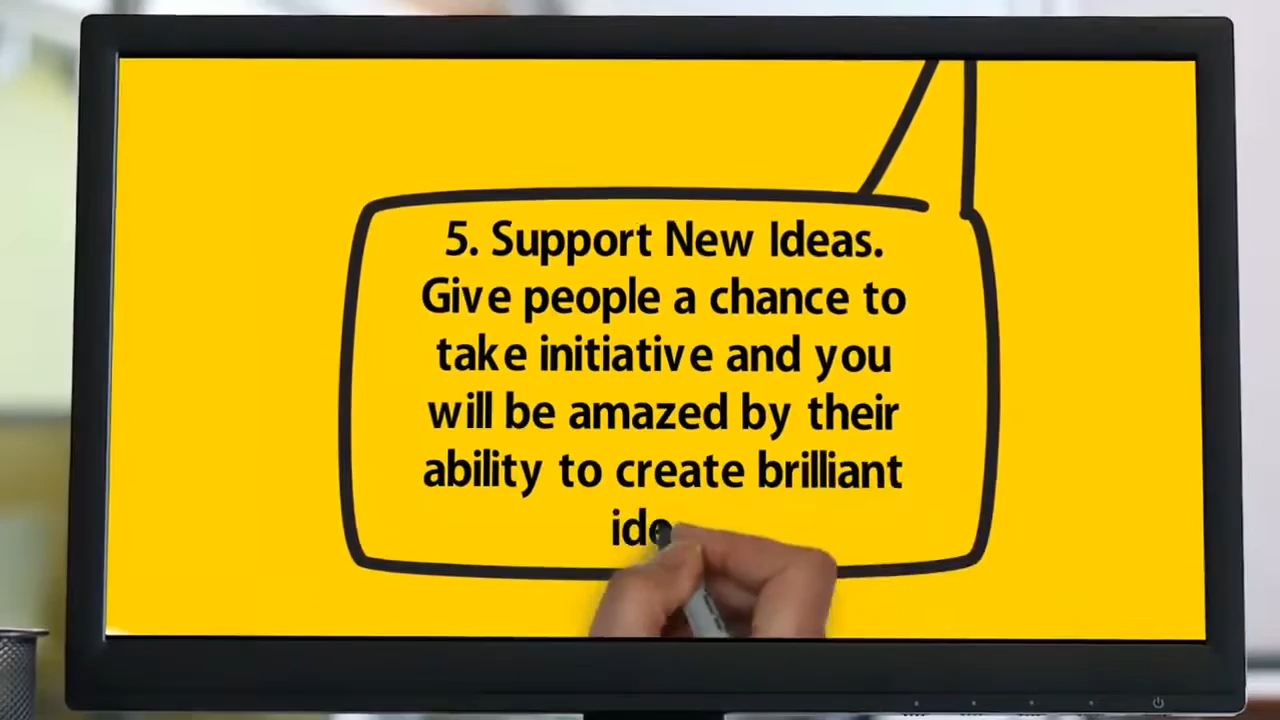 5. Support New Ideas.
Give people a chance to
take initiative and you
will be amazed by their
ability to create brilliant
ide